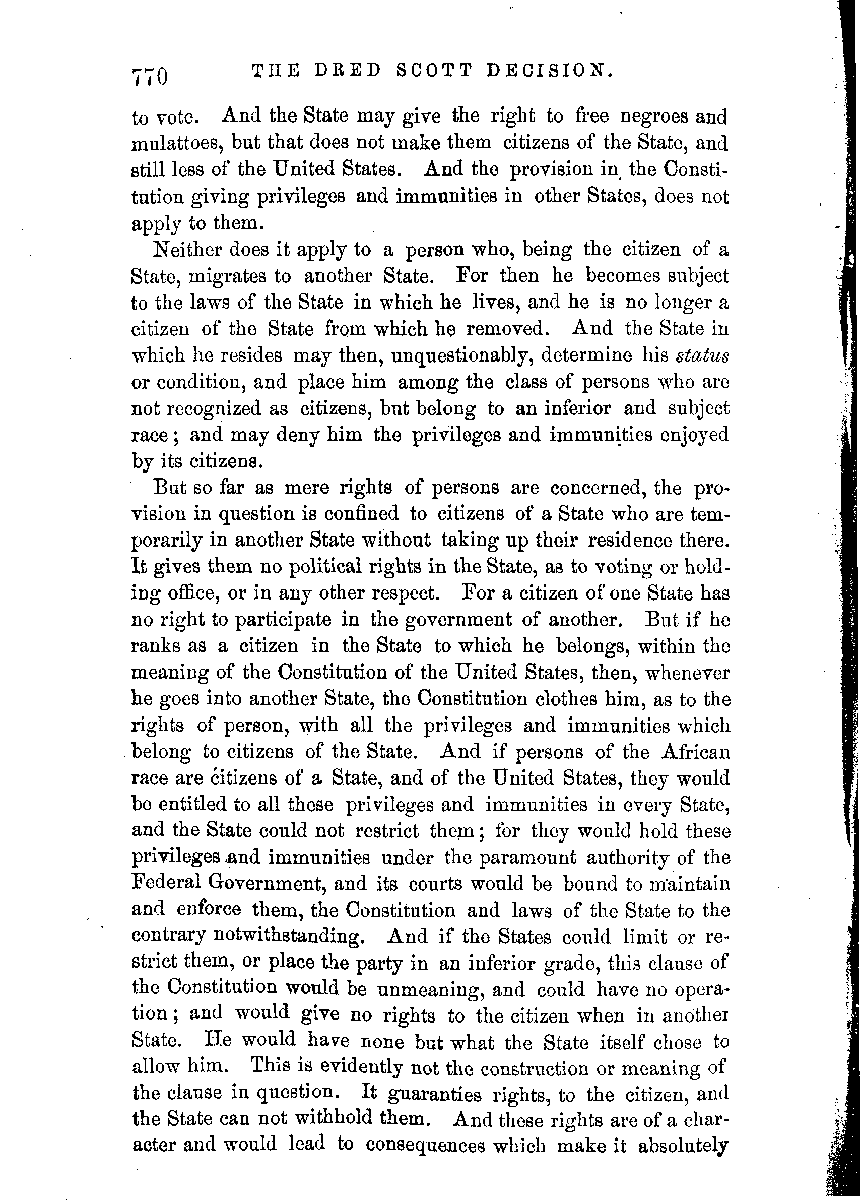 770 THE DRED SCOTT DECISION.
to vote. And the State may give the right to free negroes and
mulattoes, but that does not make them citizens of the State, and
still less of the United States. And the provision in the Consti-
tution giving privileges and immunities in other States, does not
apply to them.
Neither does it apply to a person who, being the citizen of a
State, migrates to another State. For then he becomes subject
to the laws of the State in which he lives, and he is no longer a
citizen of the State from which he removed. And the State in
which he resides may then, unquestionably, determine his status
or condition, and place him among the class of persons who are
not recognized as citizens, but belong to an inferior and subject
race; and may deny him the privileges and immunities enjoyed
by its citizens.
But so far as mere rights of persons are concerned, the pro-
vision in question is confined to citizens of a State who are tem-
porarily in another State without taking up their residence there.
It gives them no political rights in the State, as to voting or hold-
ing office, or in any other respect. For a citizen of one State has
no right to participate in the government of another. But if he
ranks as a citizen in the State to which he belongs, within the
meaning of the Constitution of the United States, then, whenever
he goes into another State, the Constitution clothes him, as to the
rights of person, with all the privileges and immunities which
belong to citizens of the State. And if persons of the African
race are citizens of a State, and of the United States, they would
be entitled to all these privileges and immunities in every State,
and the State could not restrict them; for they would hold these
privileges and immunities under the paramount authority of the
Federal Government, and its courts would be bound to maintain
and enforce them, the Constitution and laws of the State to the
contrary notwithstanding. And if the States could limit or re-
strict them, or place the party in an inferior grade, this clause of
the Constitution would be unmeaning, and could have no opera-
tion; and would give no rights to the citizen when in another
State. He would have none but what the State itself chose to
allow him. This is evidently not the construction or meaning of
the clause in question. It guaranties rights, to the citizen, and
the State can not withhold them. And these rights are of a char-
acter and would lead to consequences which make it absolutely